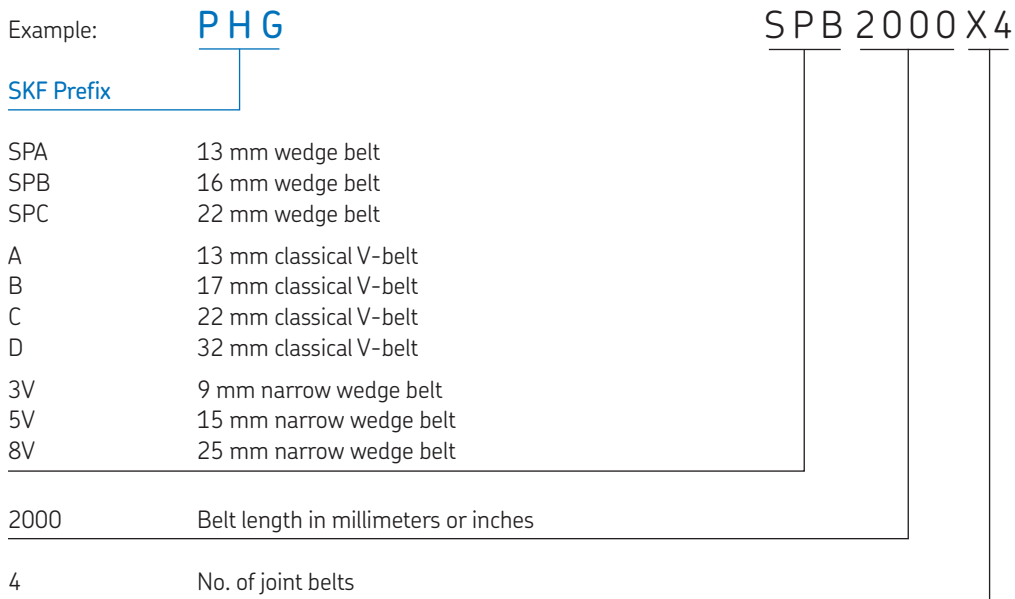 Example: PHG SPB 2000 X4
SKF Prefix
SPA 13 mm wedge belt
SPB 16 mm wedge belt
SPC 22 mm wedge belt
A 13 mm classical V-belt
B 17 mm classical V-belt
C 22 mm classical V-belt
D 32 mm classical V-belt
3V 9 mm narrow wedge belt
5V 15 mm narrow wedge belt
8V 25 mm narrow wedge belt
2000 Belt length in millimeters or inches
4 No. of joint belts